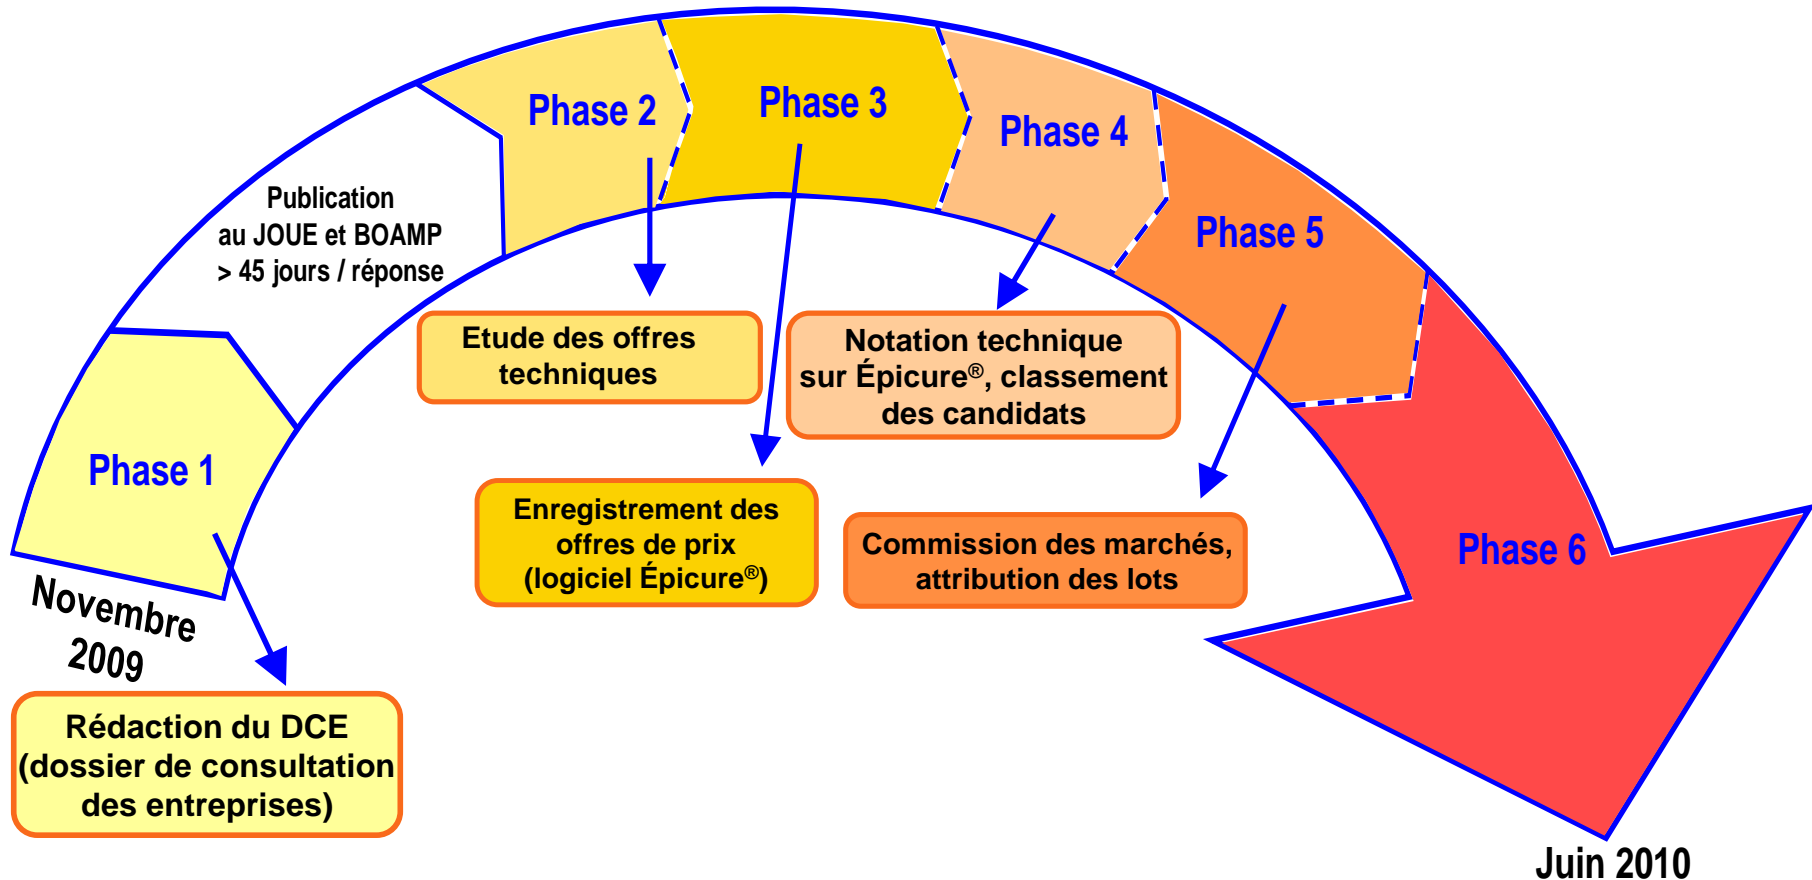 Phase 1
Novembre
2009
Rédaction du DCE
(dossier de consultation
des entreprises)
Publication
au JOUE et BOAMP
> 45 jours / réponse
Phase 2
Etude des offres
techniques
Phase 3
Enregistrement des
offres de prix
(logiciel Épicure®)
Phase 4
Notation technique
sur Épicure®, classement
des candidats
Phase 5
Commission des marchés,
attribution des lots
Phase 6
Juin 2010